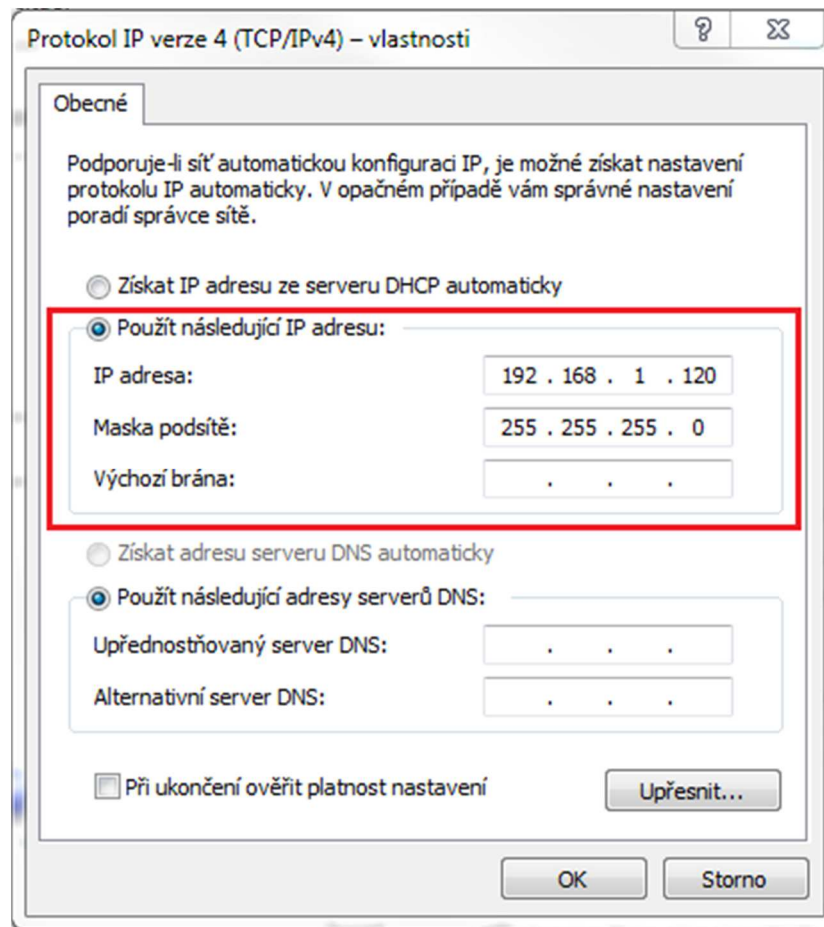 Protokol IP verze 4 (TCP/IPv4) – vlastnosti
Obecné
Podporuje-li síť automatickou konfiguraci IP, je možné získat nastavení
protokolu IP automaticky. V opačném případě vám správné nastavení
poradí správce sítě.
Získat IP adresu ze serveru DHCP automaticky
Použít následující IP adresu:
IP adresa: 192 . 168 . 1 . 120
Maska podsítě: 255 . 255 . 255 . 0
Výchozí brána: . . .
Získat adresu serveru DNS automaticky
Použít následující adresy serverů DNS:
Upřednostňovaný server DNS: . . .
Alternativní server DNS: . . .
Při ukončení ověřit platnost nastavení
Upřesnit...
OK
Storno